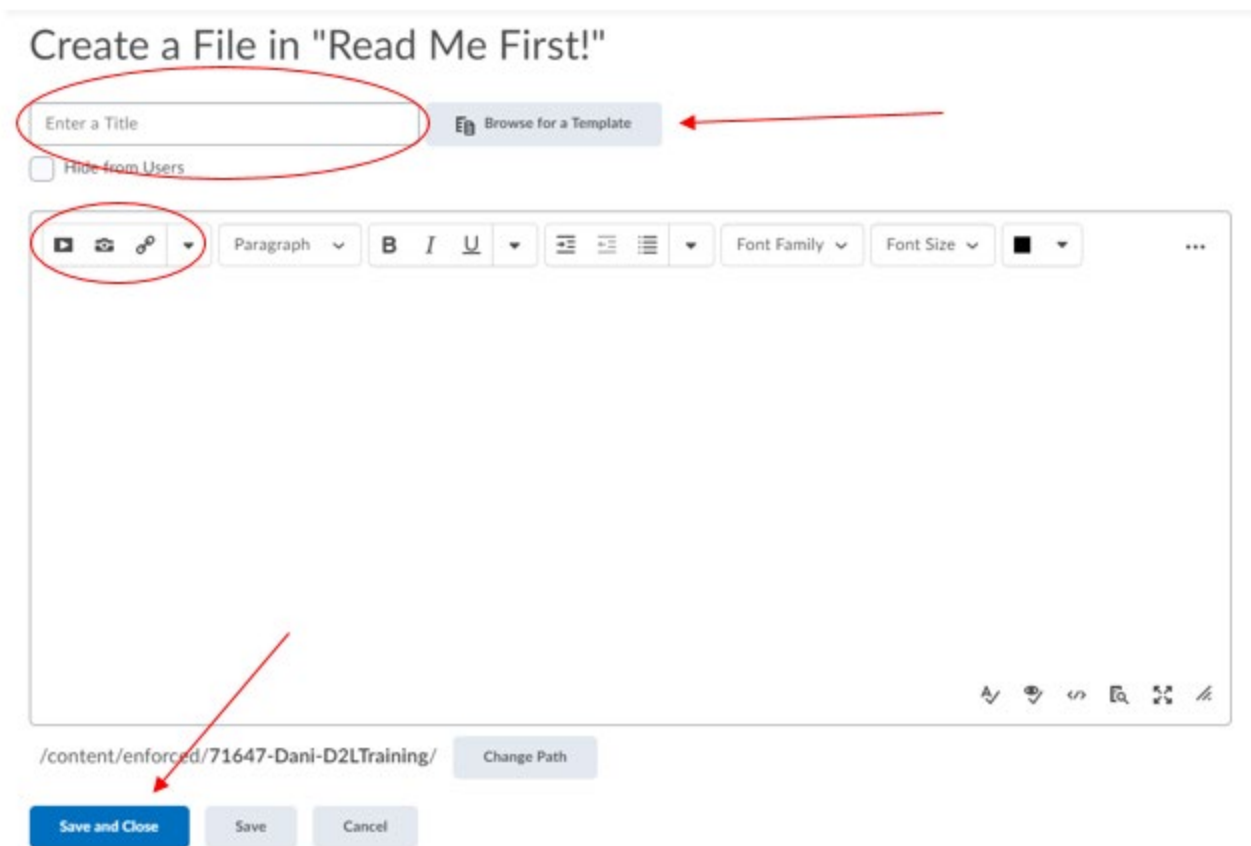 Create a File in "Read Me First!"
Enter a Title Browse for a Template
Hide from Users
Paragraph B I U Font Family Font Size
/content/enforced/71647-Dani-D2LTraining/ Change Path
Save and Close Save Cancel